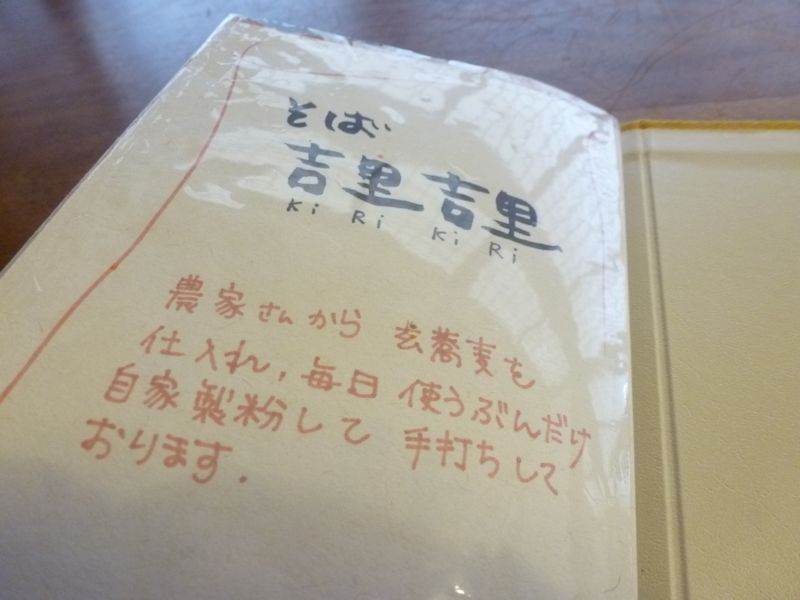 そば
吉里吉里
Ki Ri Ki Ri
農家さんから 玄蕎麦を
仕入れ,毎日 使うぶんだけ
自家製粉して 手打ちして
おります.